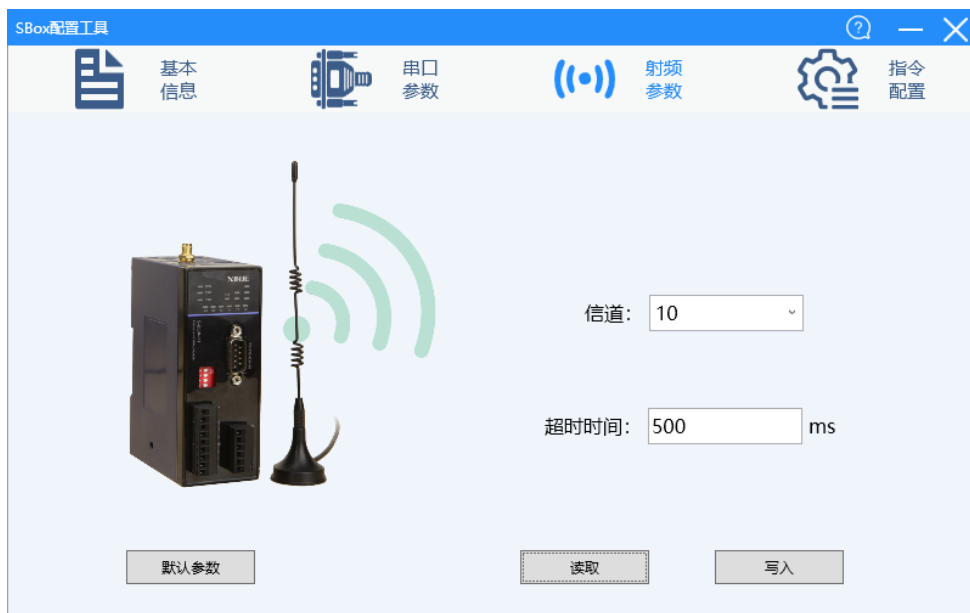 SBox配置工具
基本
信息
串口
参数
射频
参数
指令
配置
XINJE
信道： 10
超时时间： 500 ms
默认参数
读取
写入